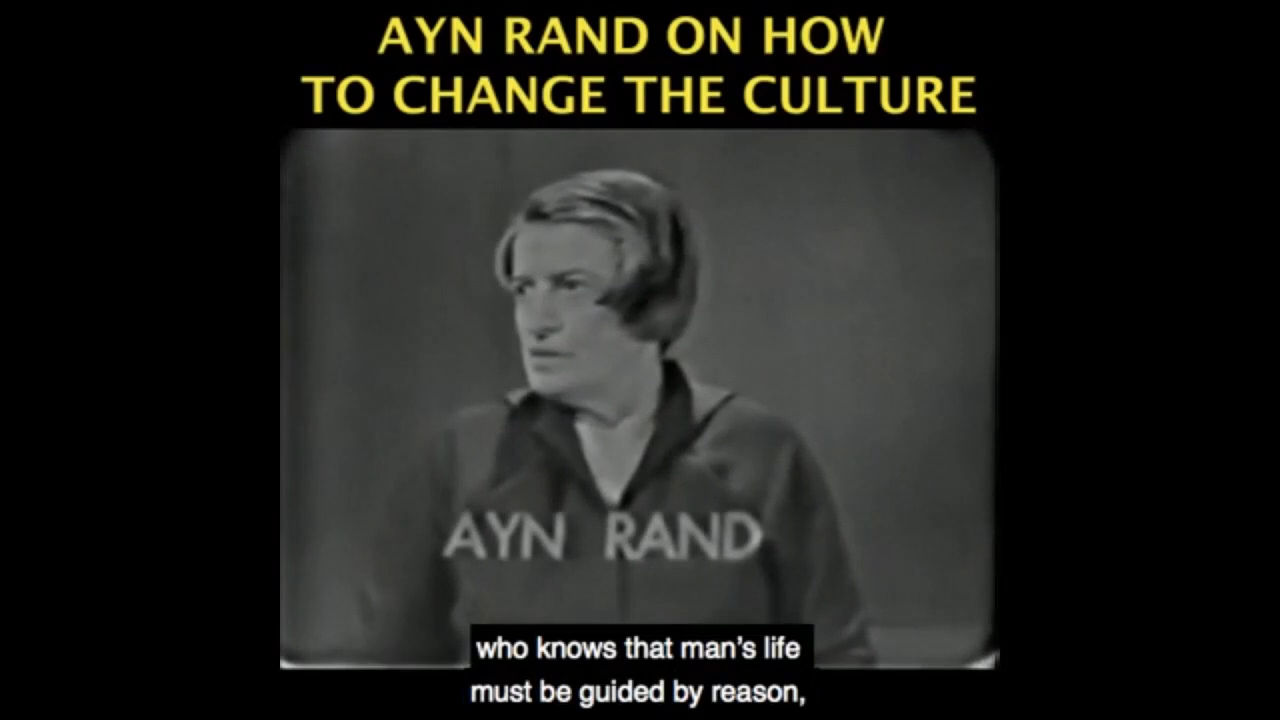 AYN RAND ON HOW
TO CHANGE THE CULTURE
AYN RAND
who knows that man's life
must be guided by reason,